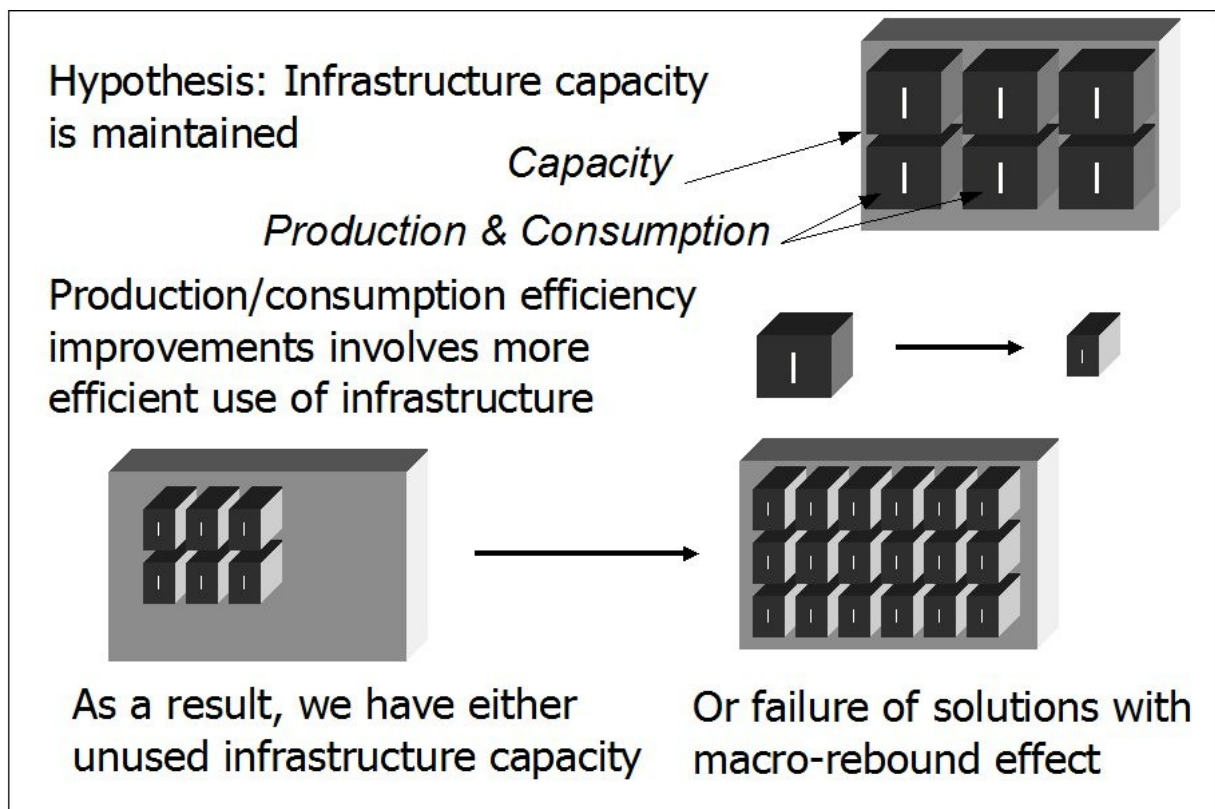 Hypothesis: Infrastructure capacity
is maintained
Capacity
Production & Consumption
I I I
I I I
Production/consumption efficiency
improvements involves more
efficient use of infrastructure
I I
I I I
I I I
I I I I I I
I I I I I I
I I I I I I
As a result, we have either
unused infrastructure capacity
Or failure of solutions with
macro-rebound effect